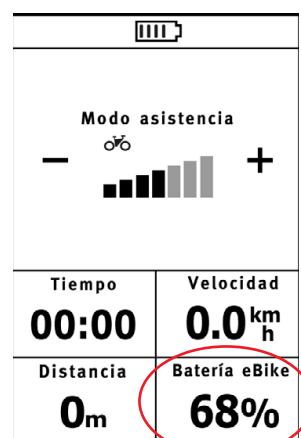 Modo asistencia
− +
Tiempo Velocidad
00:00 0.0 km/h
Distancia Batería eBike
0m 68%